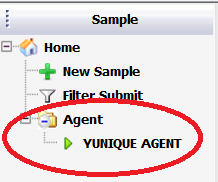 Sample
Home
New Sample
Filter Submit
Agent
YUNIQUE AGENT